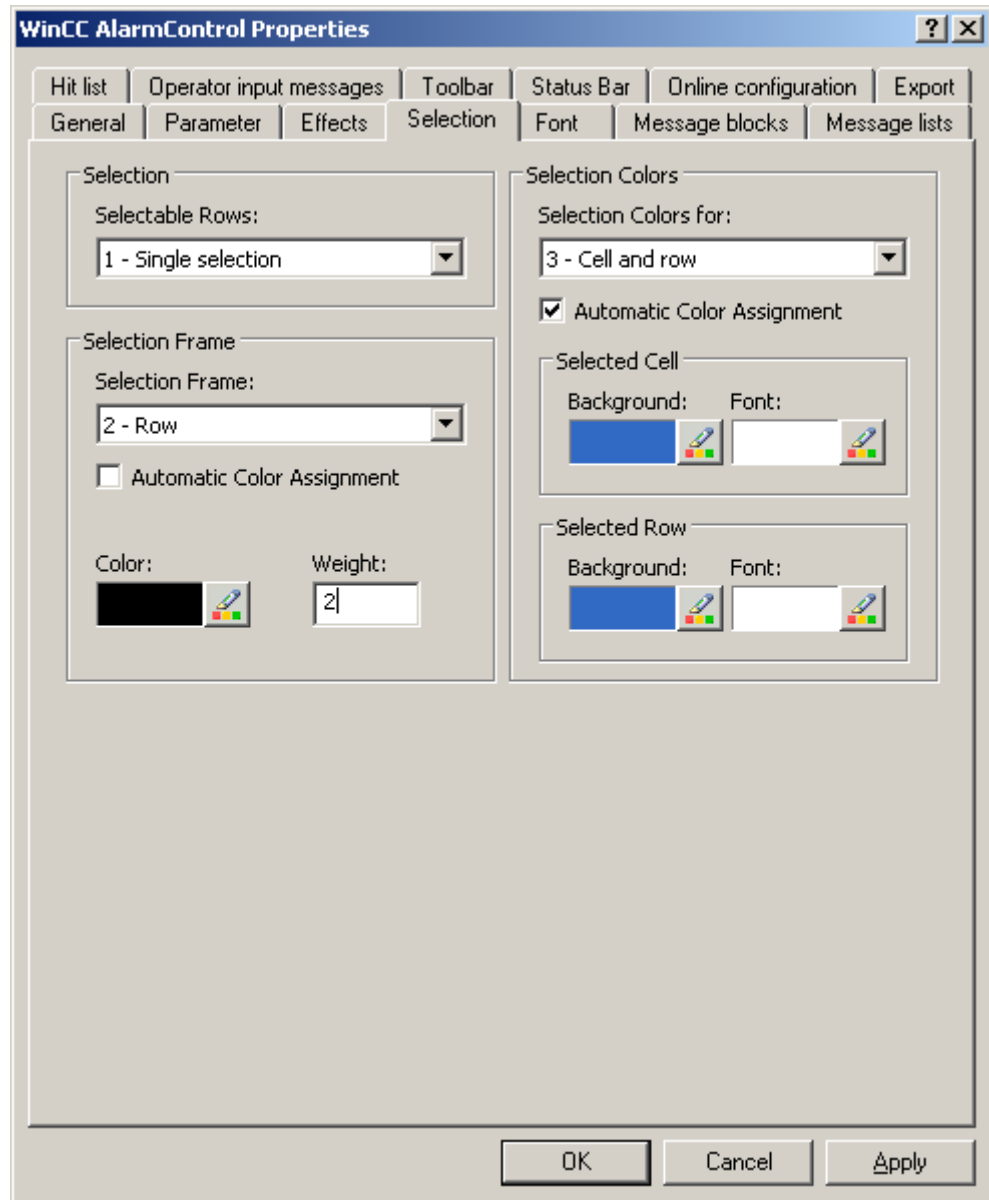 WinCC AlarmControl Properties
Hit list Operator input messages Toolbar Status Bar Online configuration Export
General Parameter Effects Selection Font Message blocks Message lists
Selection
Selectable Rows:
1 - Single selection
Selection Frame
Selection Frame:
2 - Row
Automatic Color Assignment
Color: Weight:
2
Selection Colors
Selection Colors for:
3 - Cell and row
Automatic Color Assignment
Selected Cell
Background: Font:
Selected Row
Background: Font:
OK Cancel Apply